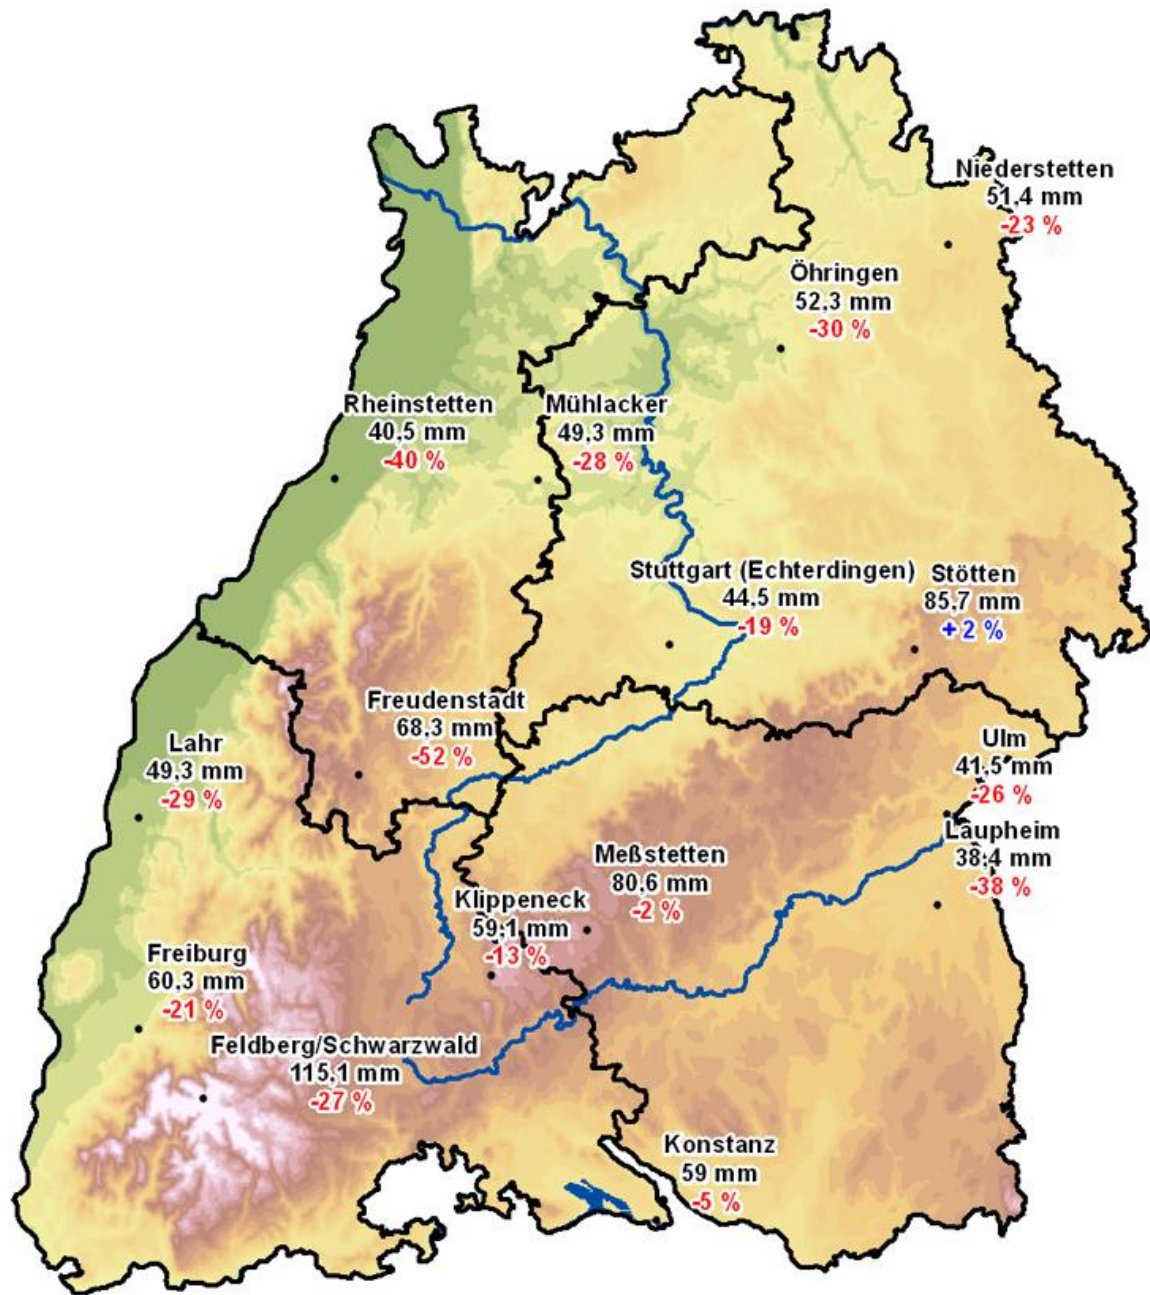 Niederstetten
51,4 mm
-23 %
Öhringen
52,3 mm
-30 %
Rheinstetten
40,5 mm
-40 %
Mühlacker
49,3 mm
-28 %
Stuttgart (Echterdingen)
44,5 mm
-19 %
Stötten
85,7 mm
+ 2 %
Freudenstadt
68,3 mm
-52 %
Lahr
49,3 mm
-29 %
Ulm
41,5 mm
-26 %
Laupheim
38,4 mm
-38 %
Meßstetten
80,6 mm
-2 %
Klippeneck
59,1 mm
-13 %
Freiburg
60,3 mm
-21 %
Feldberg/Schwarzwald
115,1 mm
-27 %
Konstanz
59 mm
-5 %